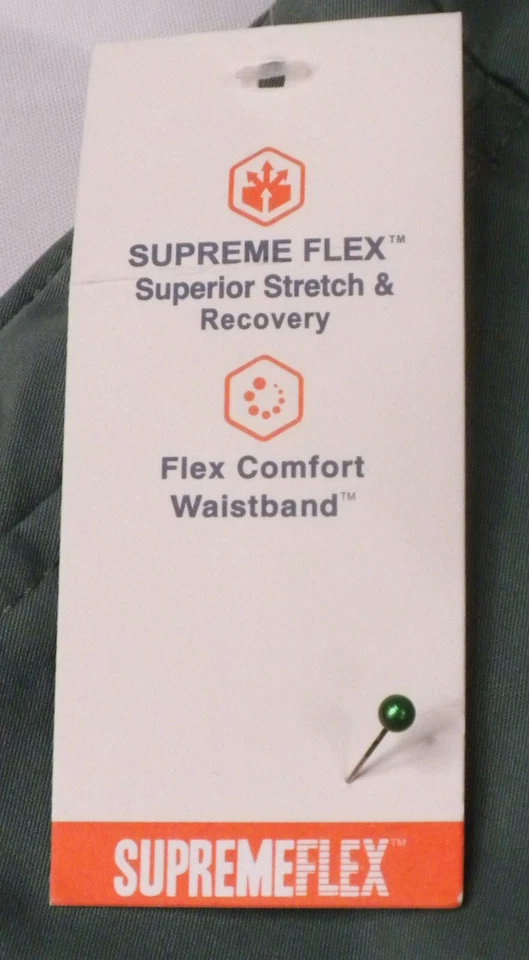 SUPREME FLEX™
Superior Stretch &
Recovery
Flex Comfort
Waistband™
SUPREMEFLEX™